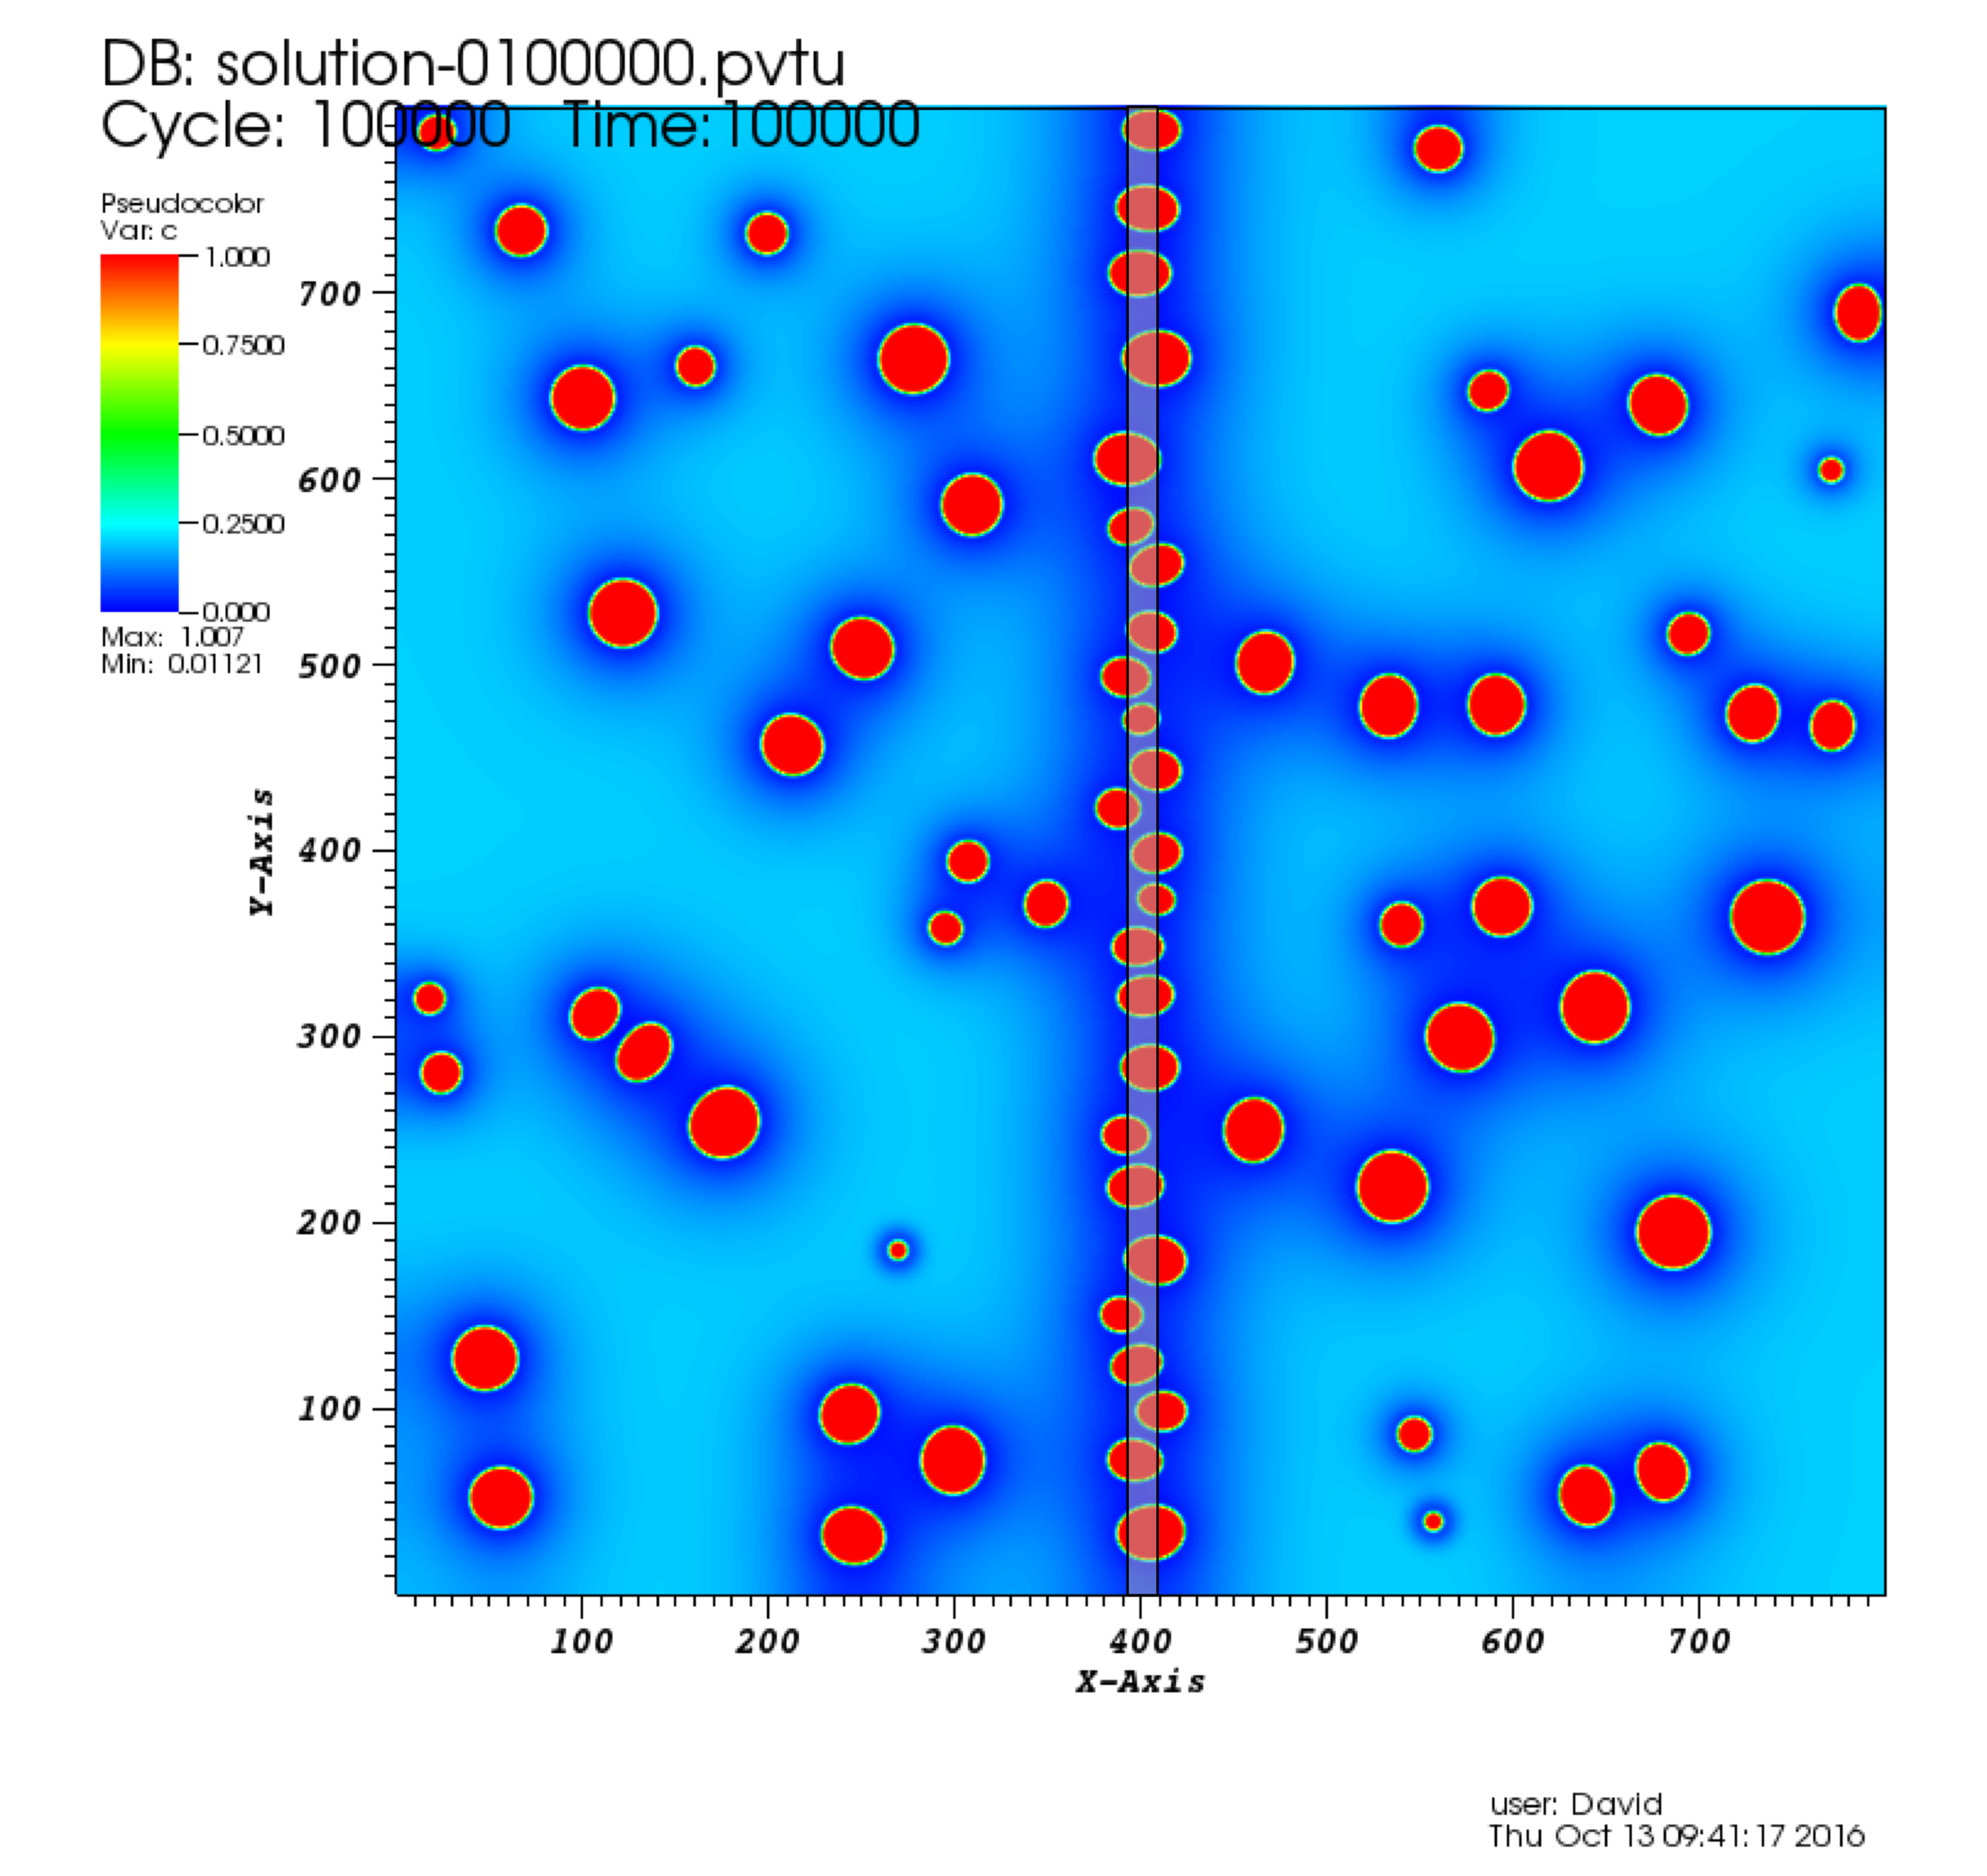 DB: solution-0100000.pvtu
Cycle: 100000 Time:100000
Pseudocolor
Var: c
1.000
0.7500
0.5000
0.2500
0.000
Max: 1.007
Min: 0.01121
700
600
500
400
300
200
100
Y-Axis
100 200 300 400 500 600 700
X-Axis
user: David
Thu Oct 13 09:41:17 2016